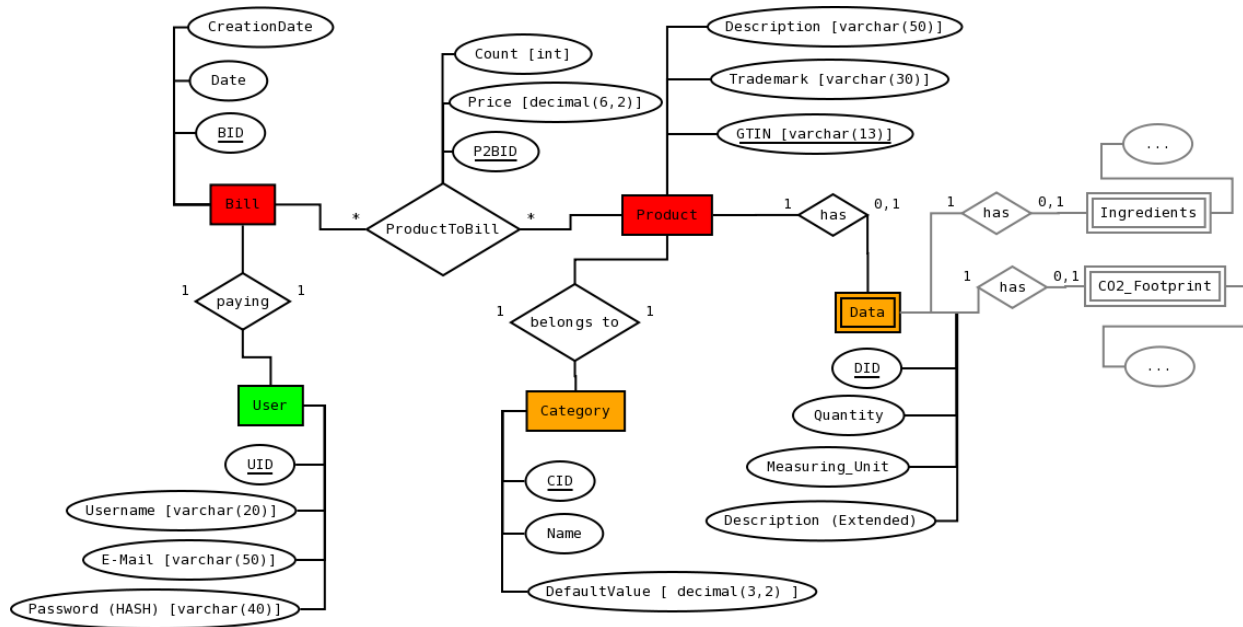 CreationDate
Date
BID
Bill
Count [int]
Price [decimal(6,2)]
P2BID
* ProductToBill *
Description [varchar(50)]
Trademark [varchar(30)]
GTIN [varchar(13)]
Product
1 has 0,1
1 has 0,1
Ingredients
...
1 has 0,1
CO2_Footprint
...
1 paying 1
1 belongs to 1
Data
DID
Quantity
Measuring_Unit
Description (Extended)
User
UID
Username [varchar(20)]
E-Mail [varchar(50)]
Password (HASH) [varchar(40)]
Category
CID
Name
DefaultValue [ decimal(3,2) ]